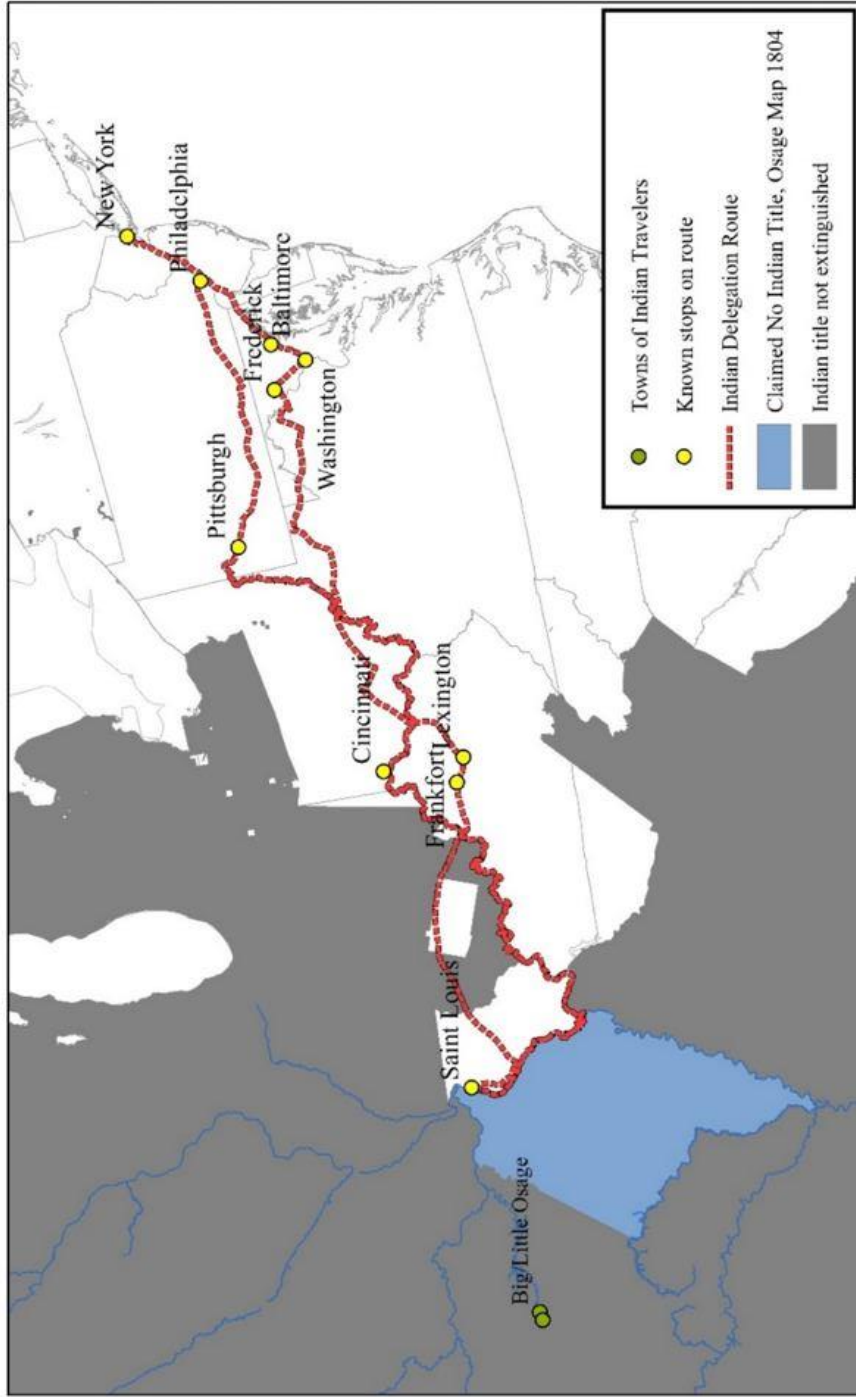 New York
Philadelphia
Frederick
Baltimore
Pittsburgh
Washington
Cincinnati
Lexington
Frankfort
Saint Louis
Big/Little Osage
Towns of Indian Travelers
Known stops on route
Indian Delegation Route
Claimed No Indian Title, Osage Map 1804
Indian title not extinguished